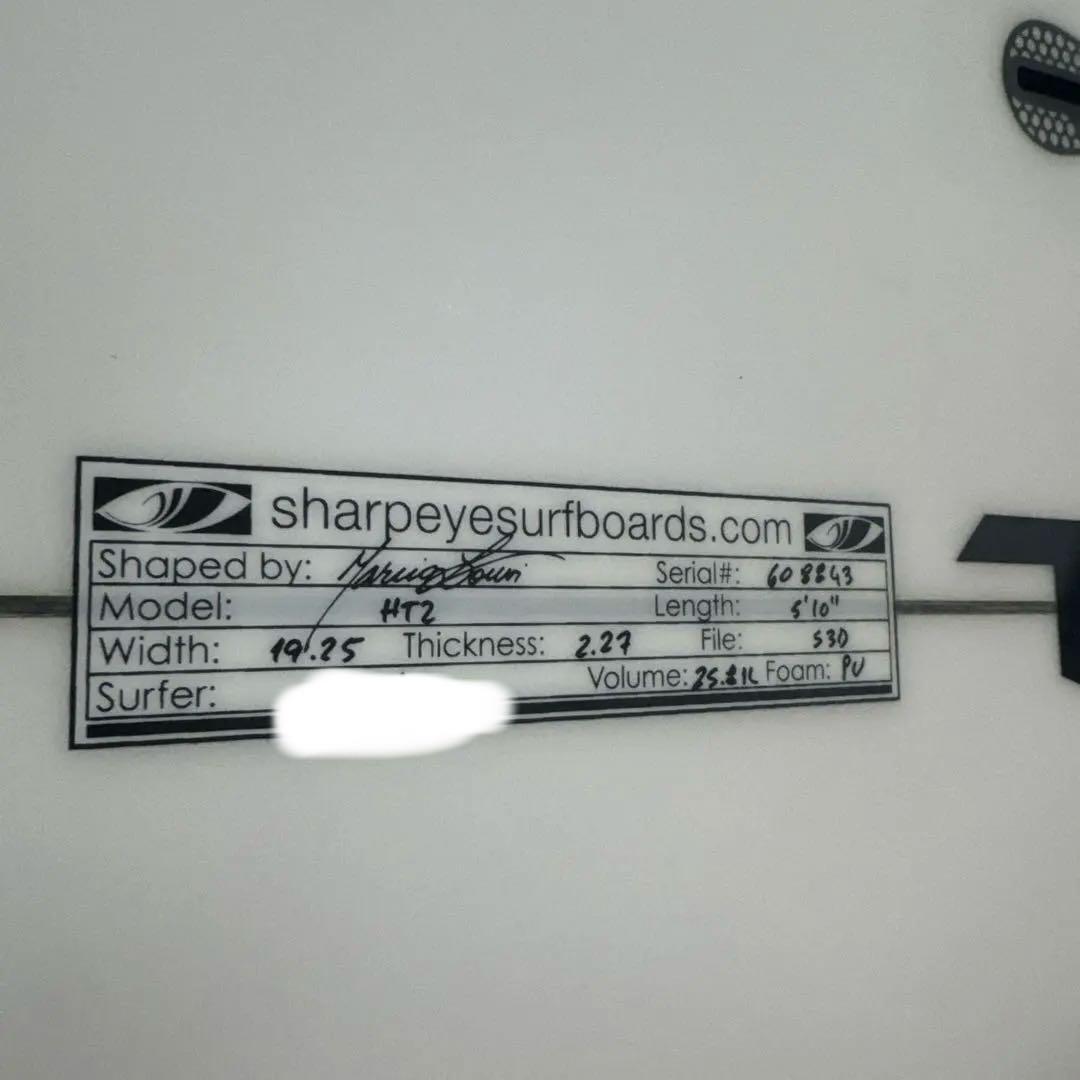 sharpeyesurfboards.com
Shaped by: Serial#: 608843
Model: HT2 Length: 5'10"
Width: 19.25 Thickness: 2.27 File: 530
Surfer: Volume: 25.81L Foam: PU